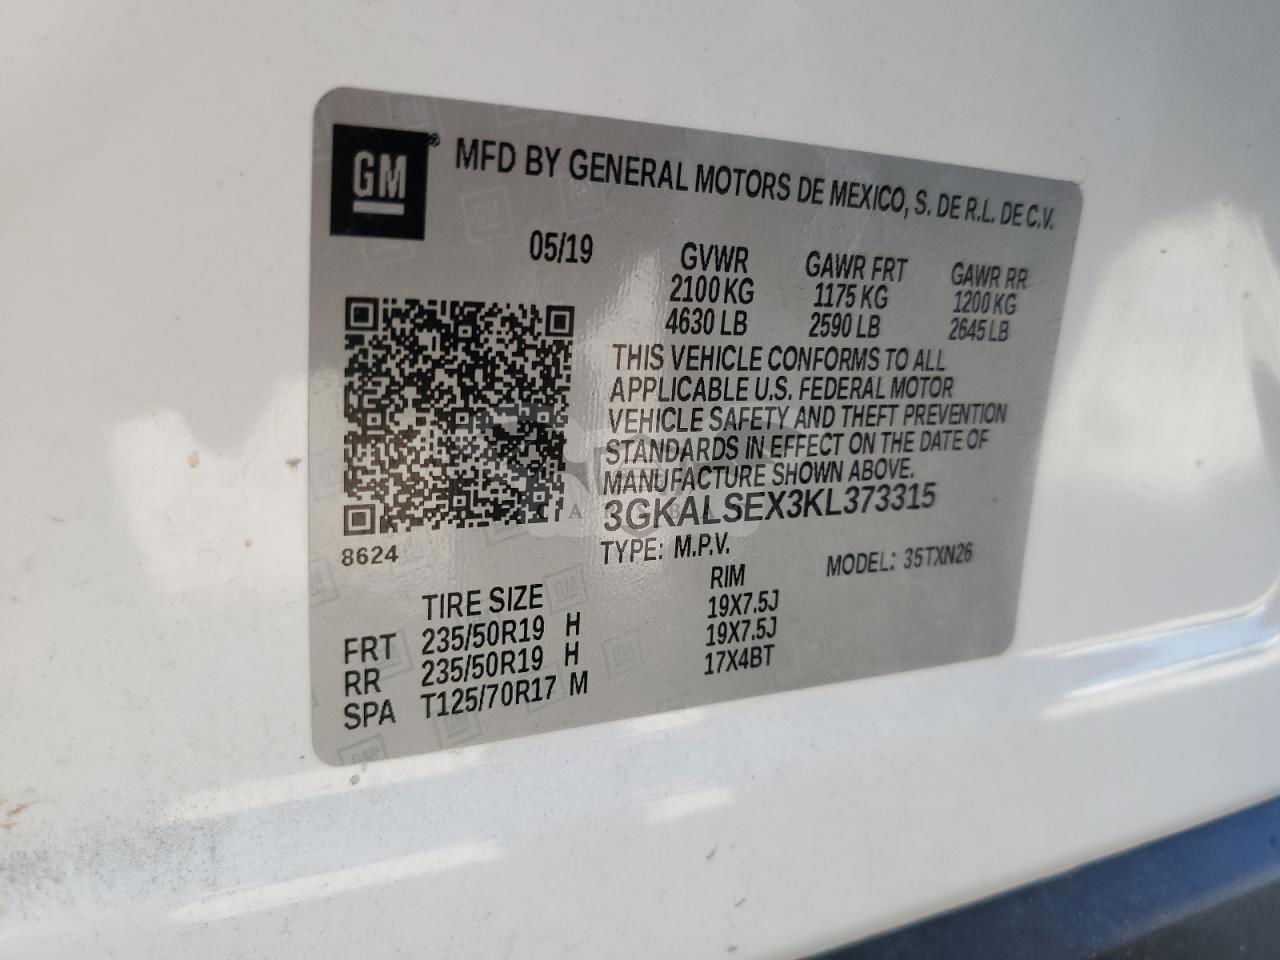 GM® MFD BY GENERAL MOTORS DE MEXICO, S. DE R.L. DE C.V.
05/19
GVWR GAWR FRT GAWR RR
2100 KG 1175 KG 1200 KG
4630 LB 2590 LB 2645 LB
THIS VEHICLE CONFORMS TO ALL
APPLICABLE U.S. FEDERAL MOTOR
VEHICLE SAFETY AND THEFT PREVENTION
STANDARDS IN EFFECT ON THE DATE OF
MANUFACTURE SHOWN ABOVE.
3GKALSEX3KL373315
8624
TYPE: M.P.V. MODEL: 35TXN26
TIRE SIZE RIM
FRT 235/50R19 H 19X7.5J
RR 235/50R19 H 19X7.5J
SPA T125/70R17 M 17X4BT